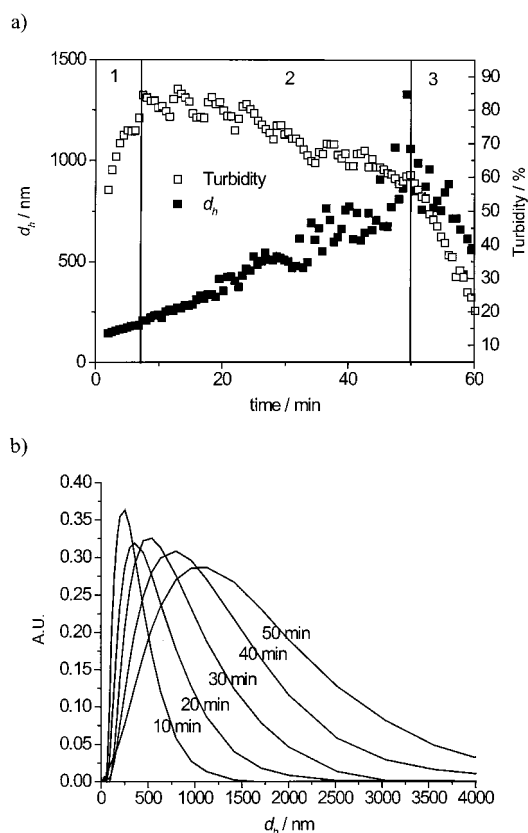 a)
1500
1000
500
0
d_h / nm
1
2
3
Turbidity
d_h
90
80
70
60
50
40
30
20
10
Turbidity / %
0
20
40
60
time / min
b)
0.40
0.35
0.30
0.25
0.20
0.15
0.10
0.05
0.00
A.U.
50 min
40 min
30 min
20 min
10 min
0
500
1000
1500
2000
2500
3000
3500
4000
d_h / nm